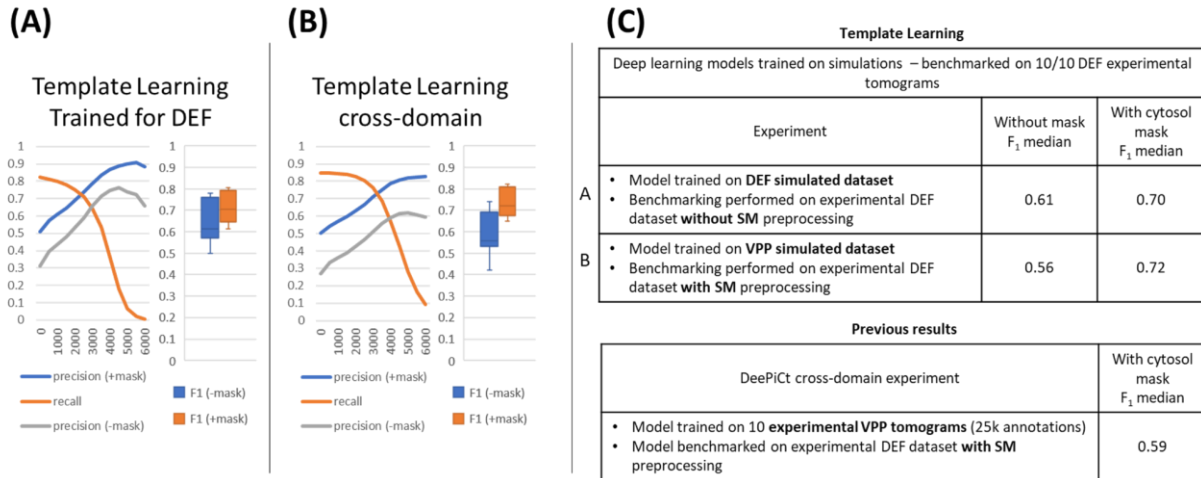 (A)
Template Learning
Trained for DEF
1
0.9
0.8
0.7
0.6
0.5
0.4
0.3
0.2
0.1
0
0
1000
2000
3000
4000
5000
6000
1
0.9
0.8
0.7
0.6
0.5
0.4
0.3
0.2
0.1
0
precision (+mask)
recall
precision (-mask)
F1 (-mask)
F1 (+mask)
(B)
Template Learning
cross-domain
1
0.9
0.8
0.7
0.6
0.5
0.4
0.3
0.2
0.1
0
0
1000
2000
3000
4000
5000
6000
1
0.9
0.8
0.7
0.6
0.5
0.4
0.3
0.2
0.1
0
precision (+mask)
recall
precision (-mask)
F1 (-mask)
F1 (+mask)
(C)
Template Learning
Deep learning models trained on simulations – benchmarked on 10/10 DEF experimental
tomograms
Experiment
Without mask
F1 median
With cytosol
mask
F1 median
A
• Model trained on DEF simulated dataset
• Benchmarking performed on experimental DEF
dataset without SM preprocessing
0.61
0.70
B
• Model trained on VPP simulated dataset
• Benchmarking performed on experimental DEF
dataset with SM preprocessing
0.56
0.72
Previous results
DeePiCt cross-domain experiment
With cytosol
mask
F1 median
• Model trained on 10 experimental VPP tomograms (25k annotations)
• Model benchmarked on experimental DEF dataset with SM
preprocessing
0.59